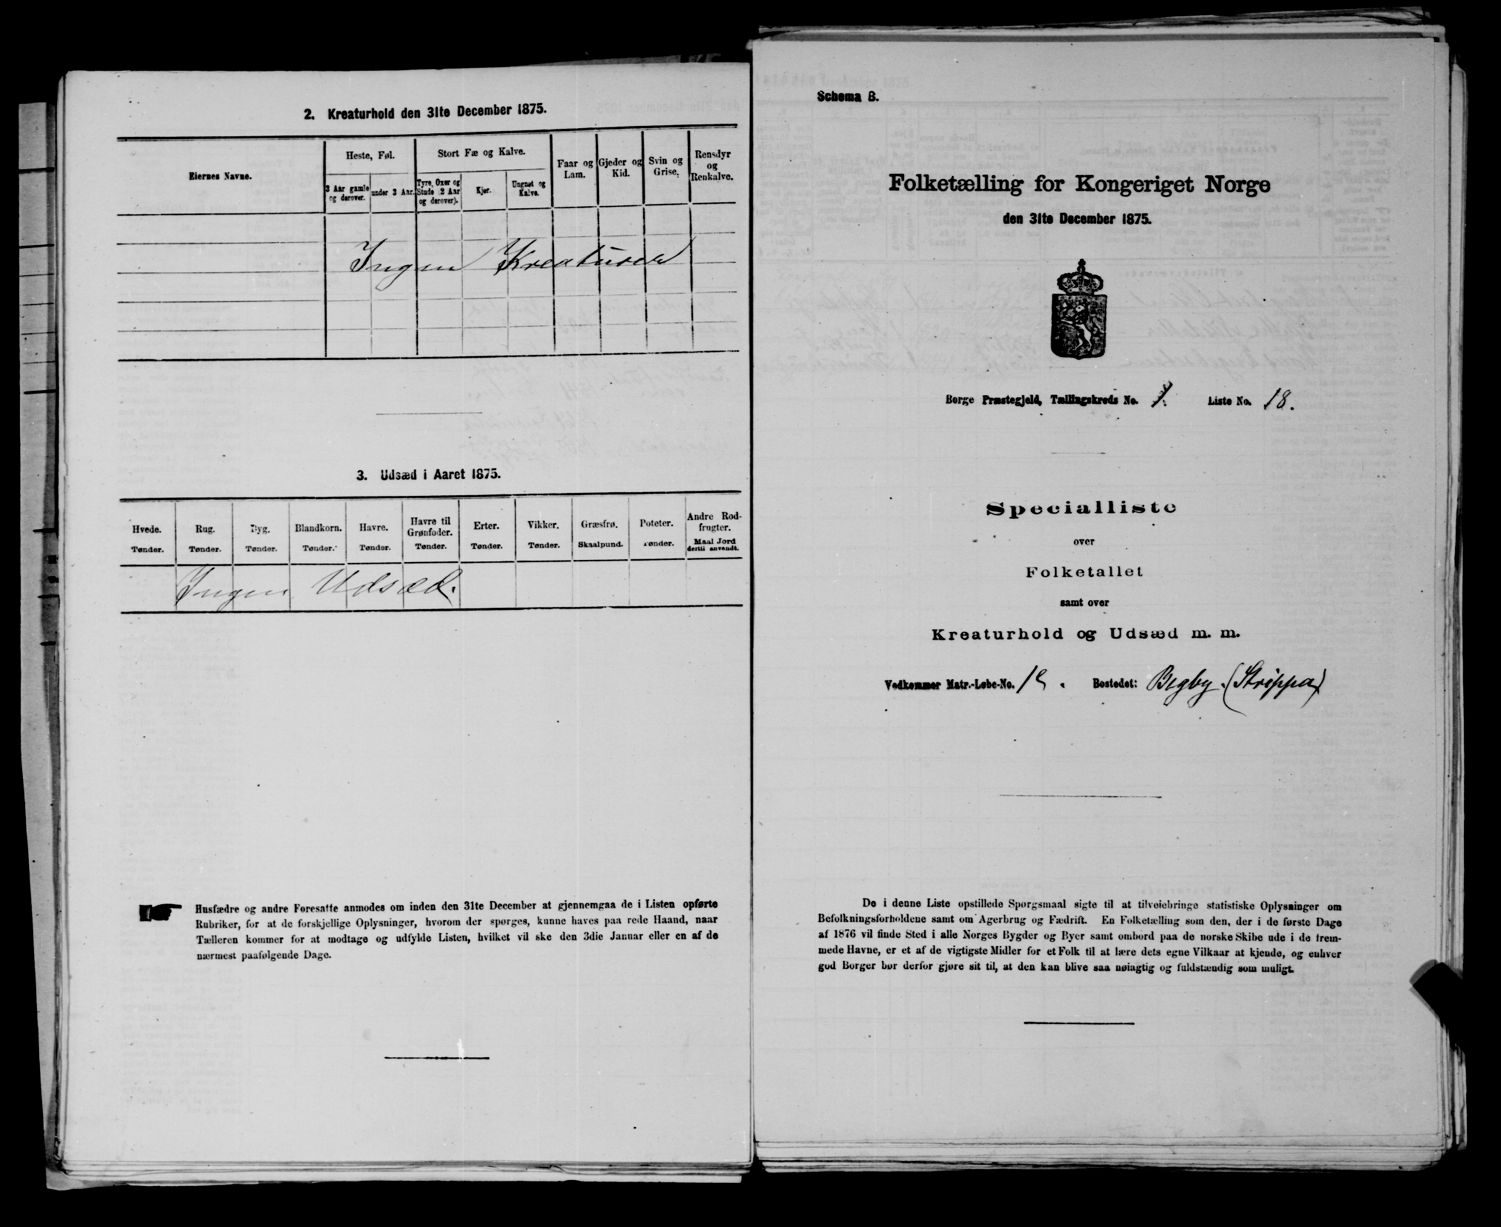 2. Kreaturhold den 31te December 1875.
Eiernes Navne.
Heste, Føl.
Stort Fæ og Kalve.
Faar og Lam.
Gjeder og Kid.
Svin og Grise.
Rensdyr og Renkalve.
3 Aar gamle og derover.
under 3 Aar.
Tyre, Oxer og Stude 2 Aar og derover).
Kjør.
Ungnøt og Kalve.
Ingen Kreaturer
3. Udsæd i Aaret 1875.
Hvede. Rug. Byg. Blandkorn. Havre. Havre til Grønfoder. Erter. Vikker. Græsfrø. Poteter. Andre Rodfrugter.
Tønder. Tønder. Tønder. Tønder. Tønder. Tønder. Tønder. Tønder. Skaalpund. Tønder. Maal Jord dertil anvendt.
Ingen Udsæd.
Husfædre og andre Foresatte anmodes om inden den 31te December at gjennemgaa de i Listen opførte
Rubriker, for at de forskjellige Oplysninger, hvorom der spørges, kunne haves paa rede Haand, naar
Tælleren kommer for at modtage og udfylde Listen, hvilket vil ske den 3die Januar eller en af de
nærmest paafølgende Dage.
Schema B.
Folketælling for Kongeriget Norge
den 31te December 1875.
Borge Præstegjeld, Tællingskreds No. 1. Liste No. 18.
Specialliste
over
Folketallet
samt over
Kreaturhold og Udsæd m. m.
Vedkommer Matr.-Løbe-No. 1e. Bostedet: Begby. (Strøppa)
De i denne Liste opstillede Spørgsmaal sigte til at tilveiebringe statistiske Oplysninger om
Befolkningsforholdene samt om Agerbrug og Fædrift. En Folketælling som den, der i de første Dage
af 1876 vil finde Sted i alle Norges Bygder og Byer samt ombord paa de norske Skibe ude i de frem-
mede Havne, er et af de vigtigste Midler for et Folk til at lære dets egne Vilkaar at kjende, og enhver
god Borger bør derfor gjøre sit til, at den kan blive saa nøiagtig og fuldstændig som muligt.